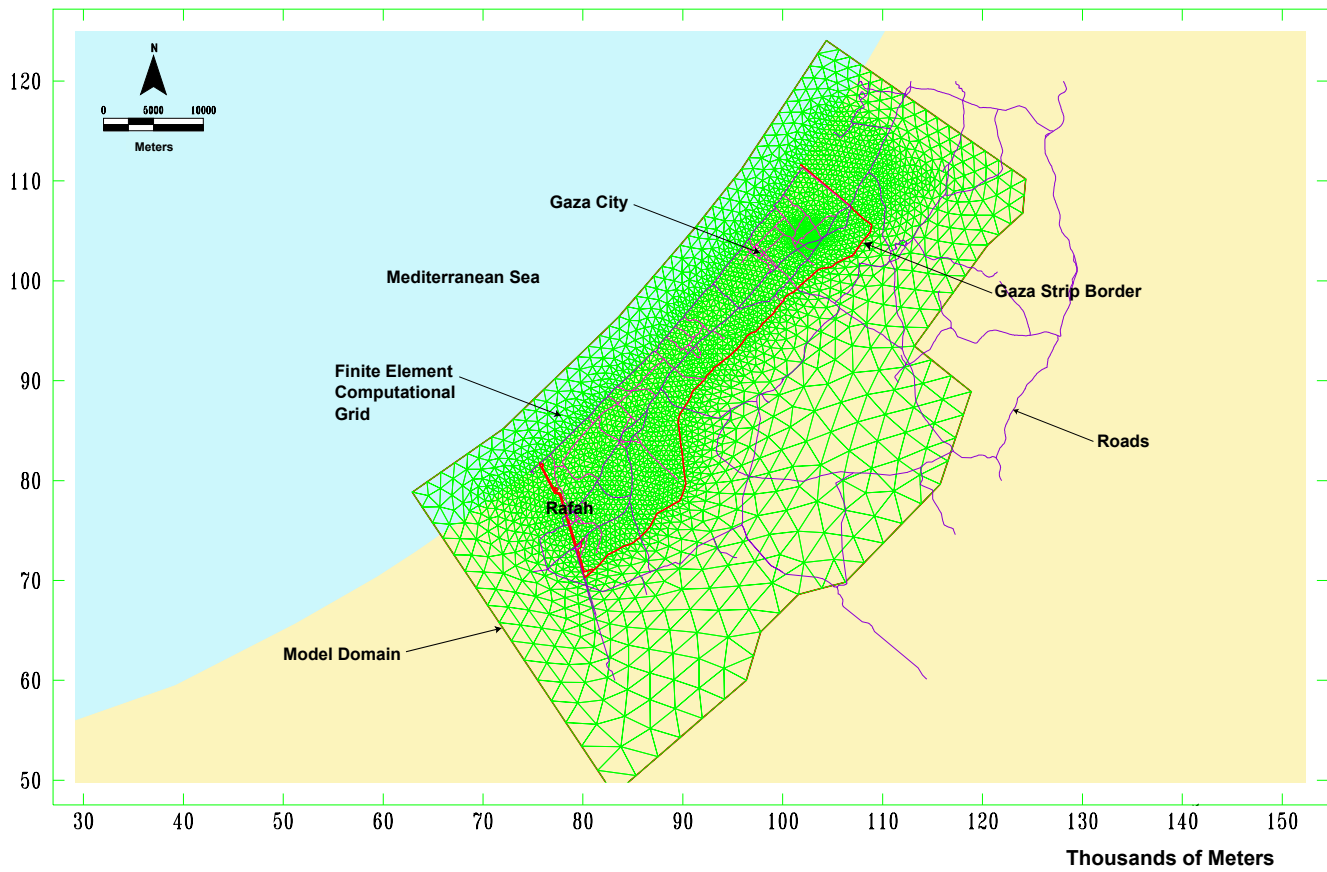 N
0 5000 10000
Meters
120
110
100
90
80
70
60
50
Gaza City
Mediterranean Sea
Gaza Strip Border
Finite Element
Computational
Grid
Roads
Rafah
Model Domain
30 40 50 60 70 80 90 100 110 120 130 140 150
Thousands of Meters